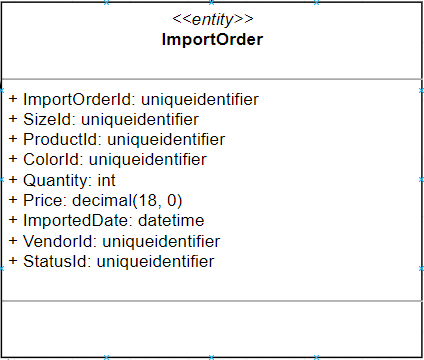 <<entity>>
ImportOrder
+ ImportOrderId: uniqueidentifier
+ SizeId: uniqueidentifier
+ ProductId: uniqueidentifier
+ ColorId: uniqueidentifier
+ Quantity: int
+ Price: decimal(18, 0)
+ ImportedDate: datetime
+ VendorId: uniqueidentifier
+ StatusId: uniqueidentifier